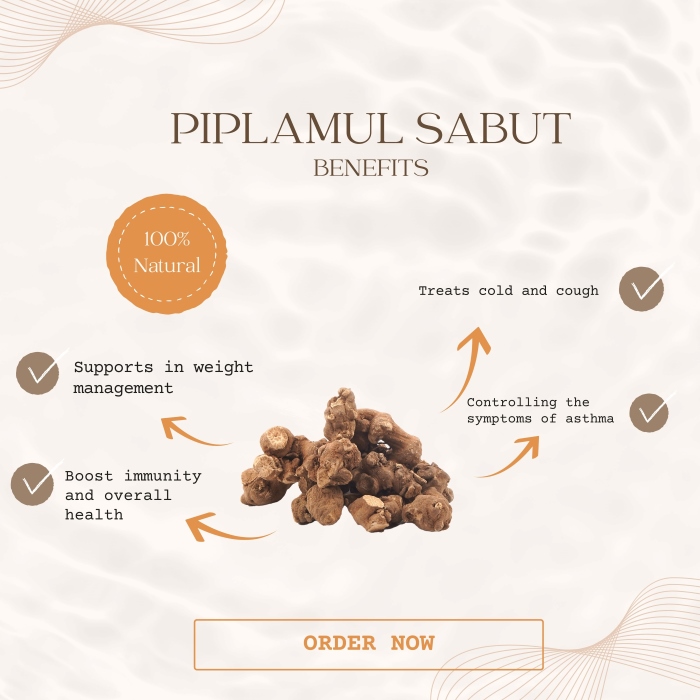 PIPLAMUL SABUT
BENEFITS
100%
Natural
Treats cold and cough
Supports in weight
management
Controlling the
symptoms of asthma
Boost immunity
and overall
health
ORDER NOW